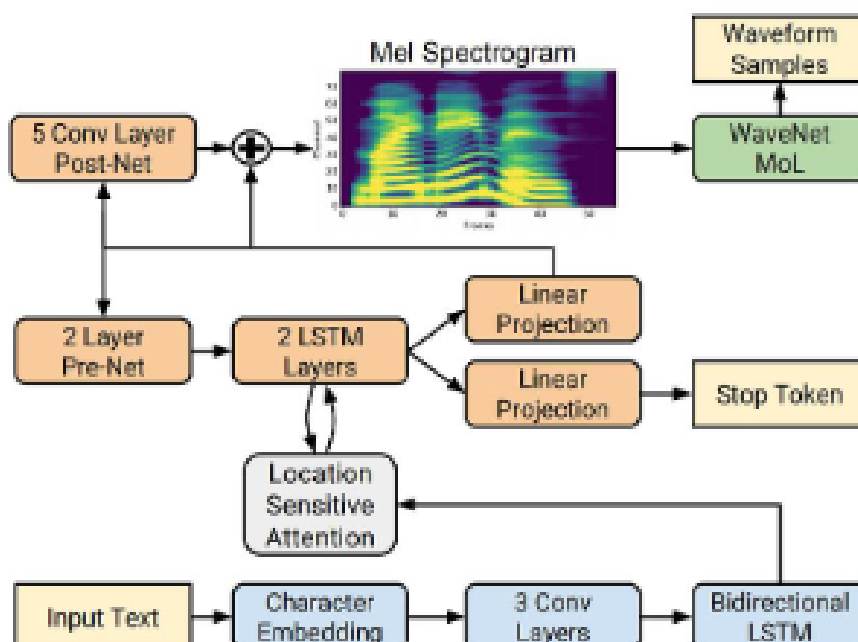 Waveform
Samples
Mel Spectrogram
5 Conv Layer
Post-Net
WaveNet
MoL
2 Layer
Pre-Net
2 LSTM
Layers
Linear
Projection
Linear
Projection
Stop Token
Location
Sensitive
Attention
Input Text
Character
Embedding
3 Conv
Layers
Bidirectional
LSTM